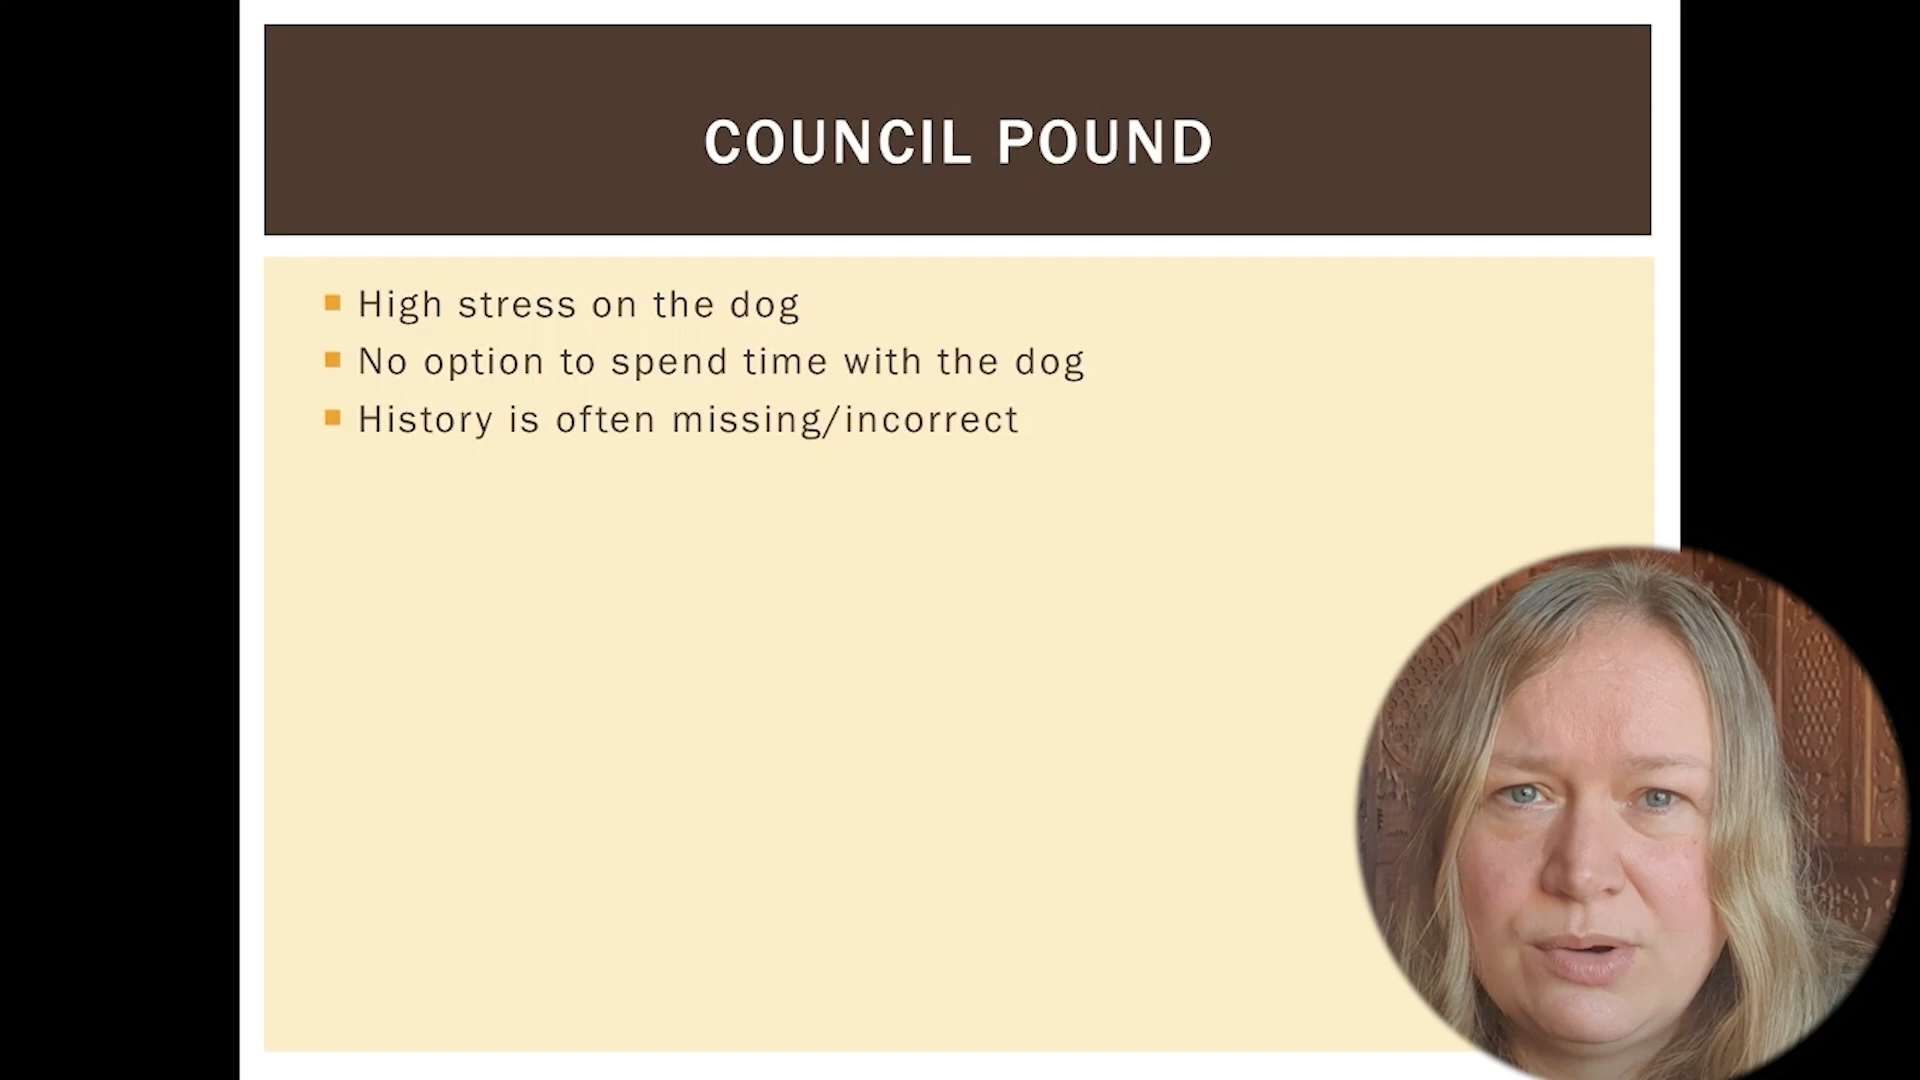 COUNCIL POUND
High stress on the dog
No option to spend time with the dog
History is often missing/incorrect